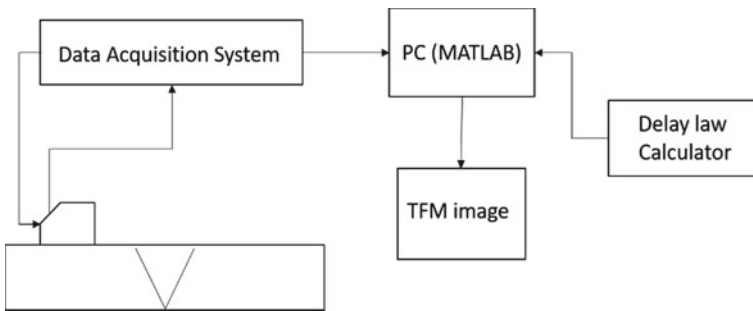 Data Acquisition System
PC (MATLAB)
Delay law
Calculator
TFM image